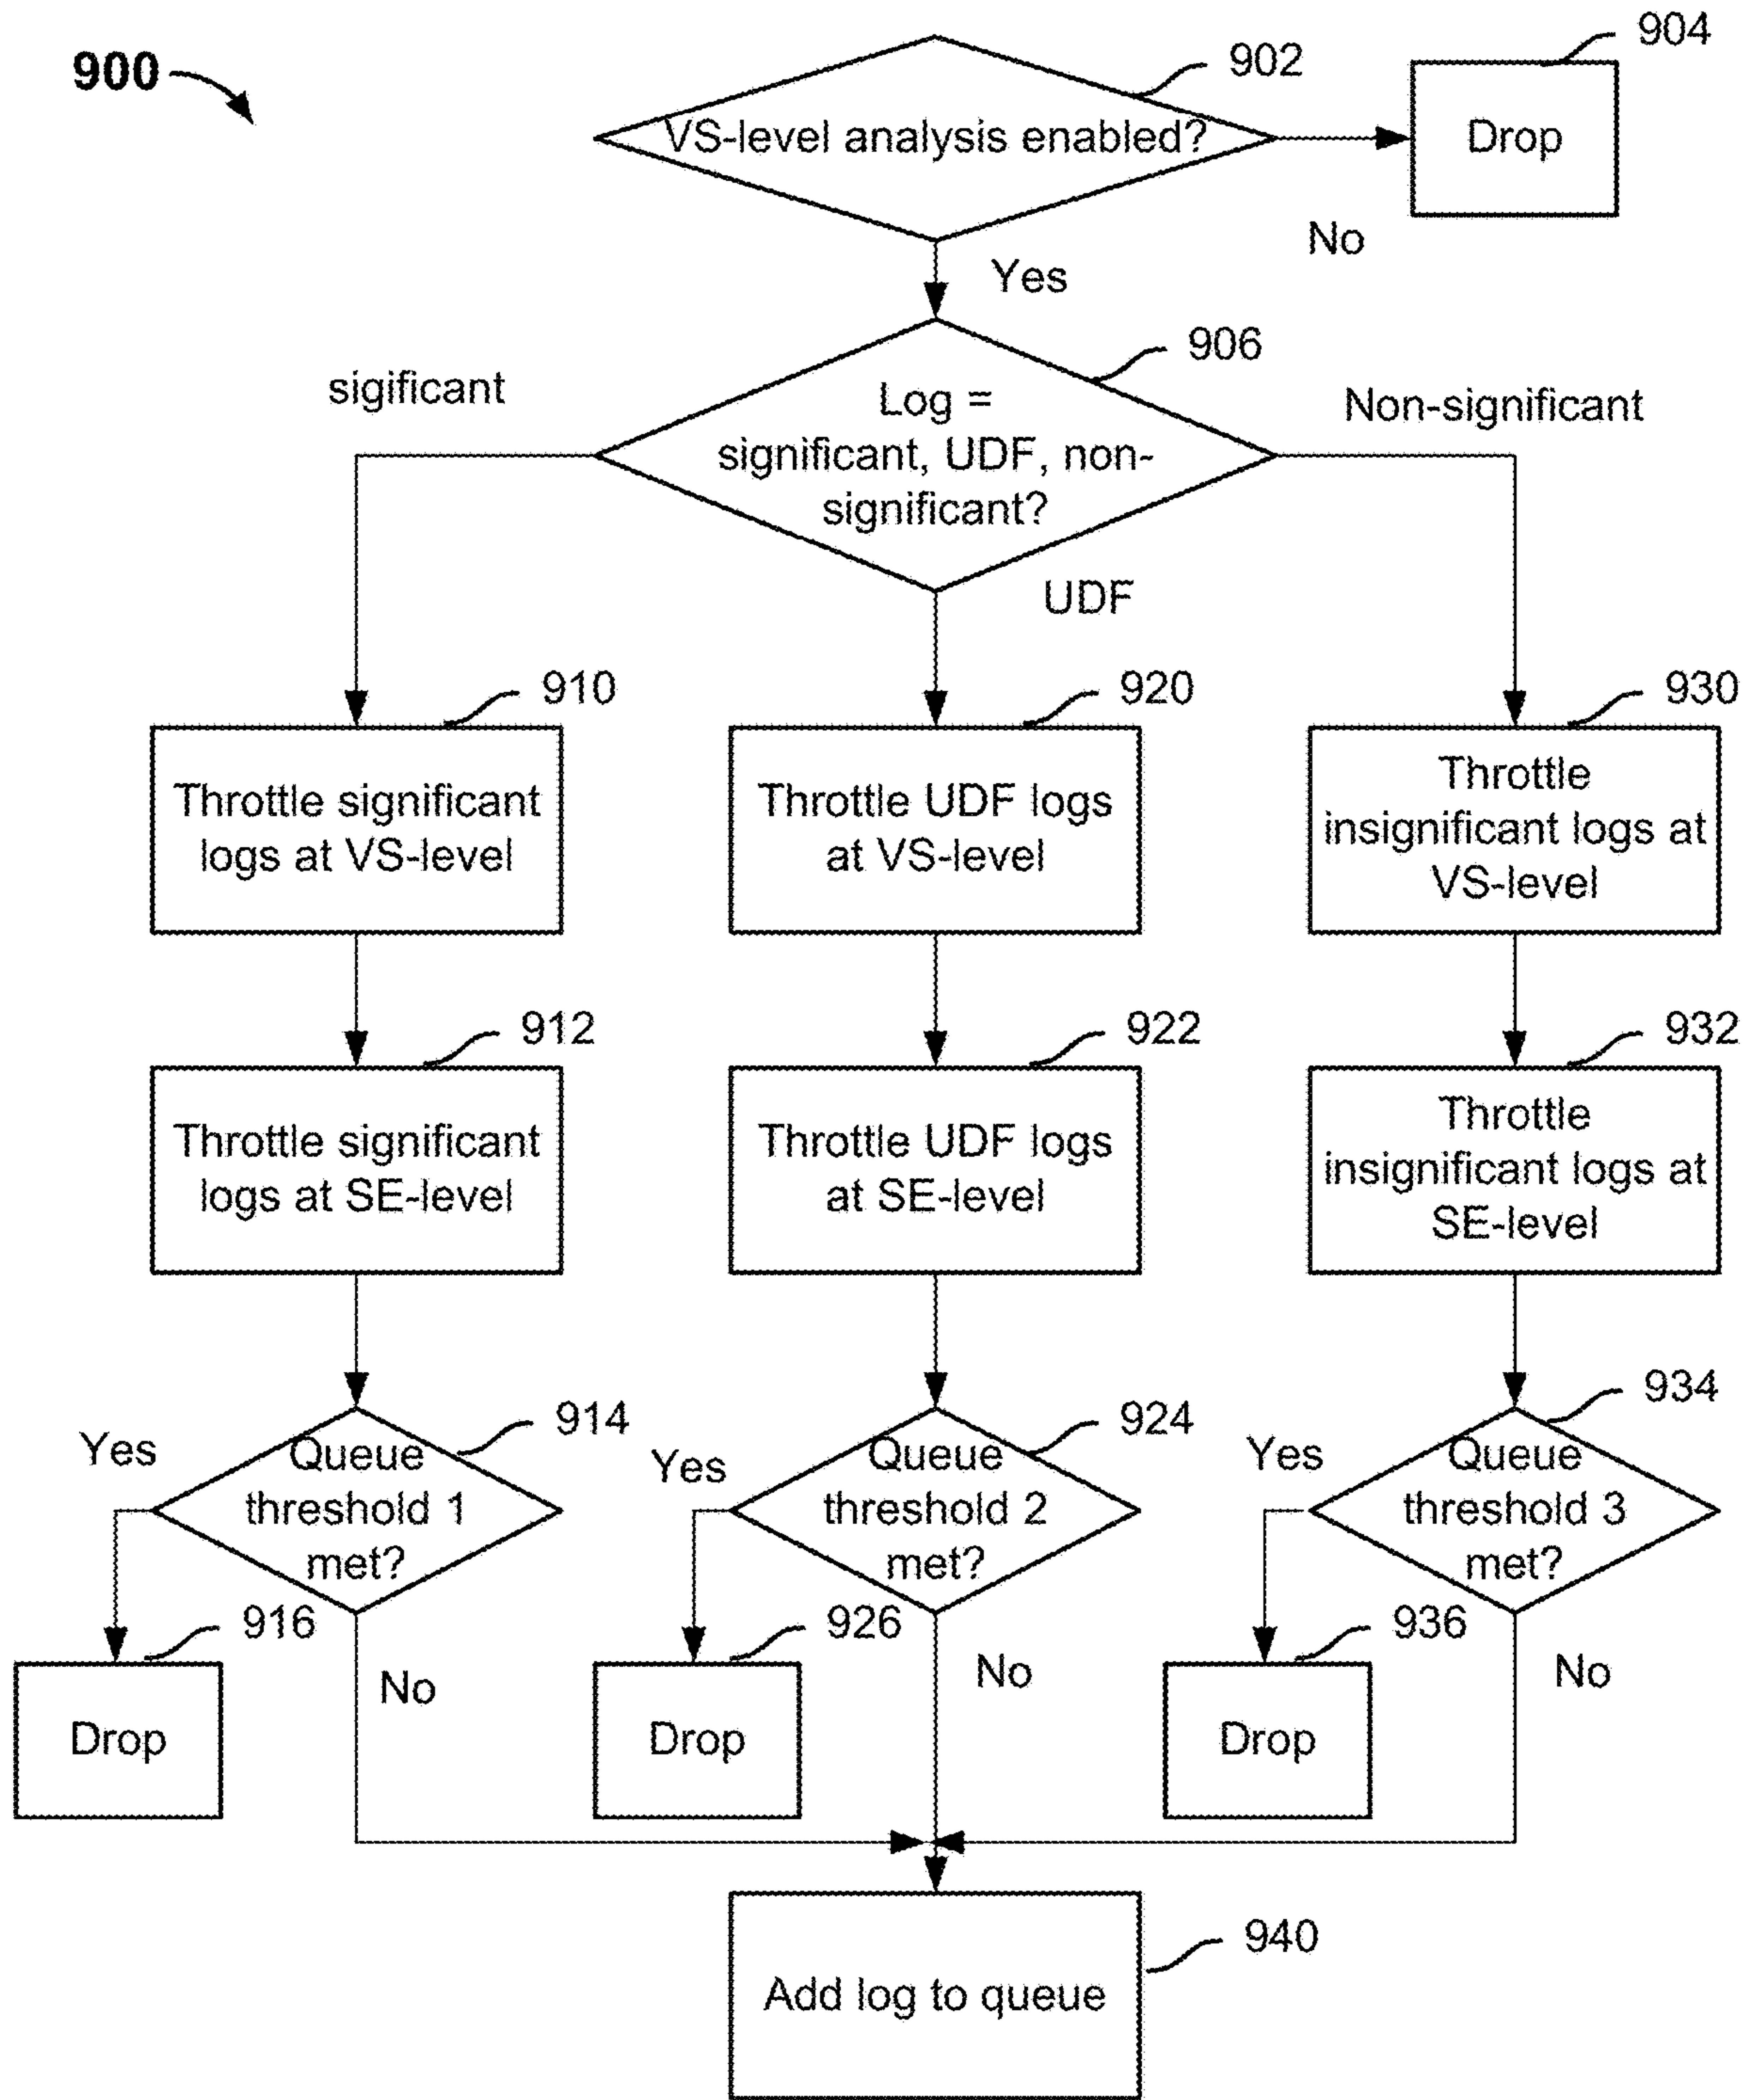 900
902
904
VS-level analysis enabled?
Drop
No
Yes
906
sigificant
Non-significant
Log =
significant, UDF, non-
significant?
UDF
910
920
930
Throttle significant
logs at VS-level
Throttle UDF logs
at VS-level
Throttle
insignificant logs at
VS-level
912
922
932
Throttle significant
logs at SE-level
Throttle UDF logs
at SE-level
Throttle
insignificant logs at
SE-level
914
924
934
Yes
Queue
threshold 1
met?
Yes
Queue
threshold 2
met?
Yes
Queue
threshold 3
met?
916
926
936
No
No
No
Drop
Drop
Drop
940
Add log to queue